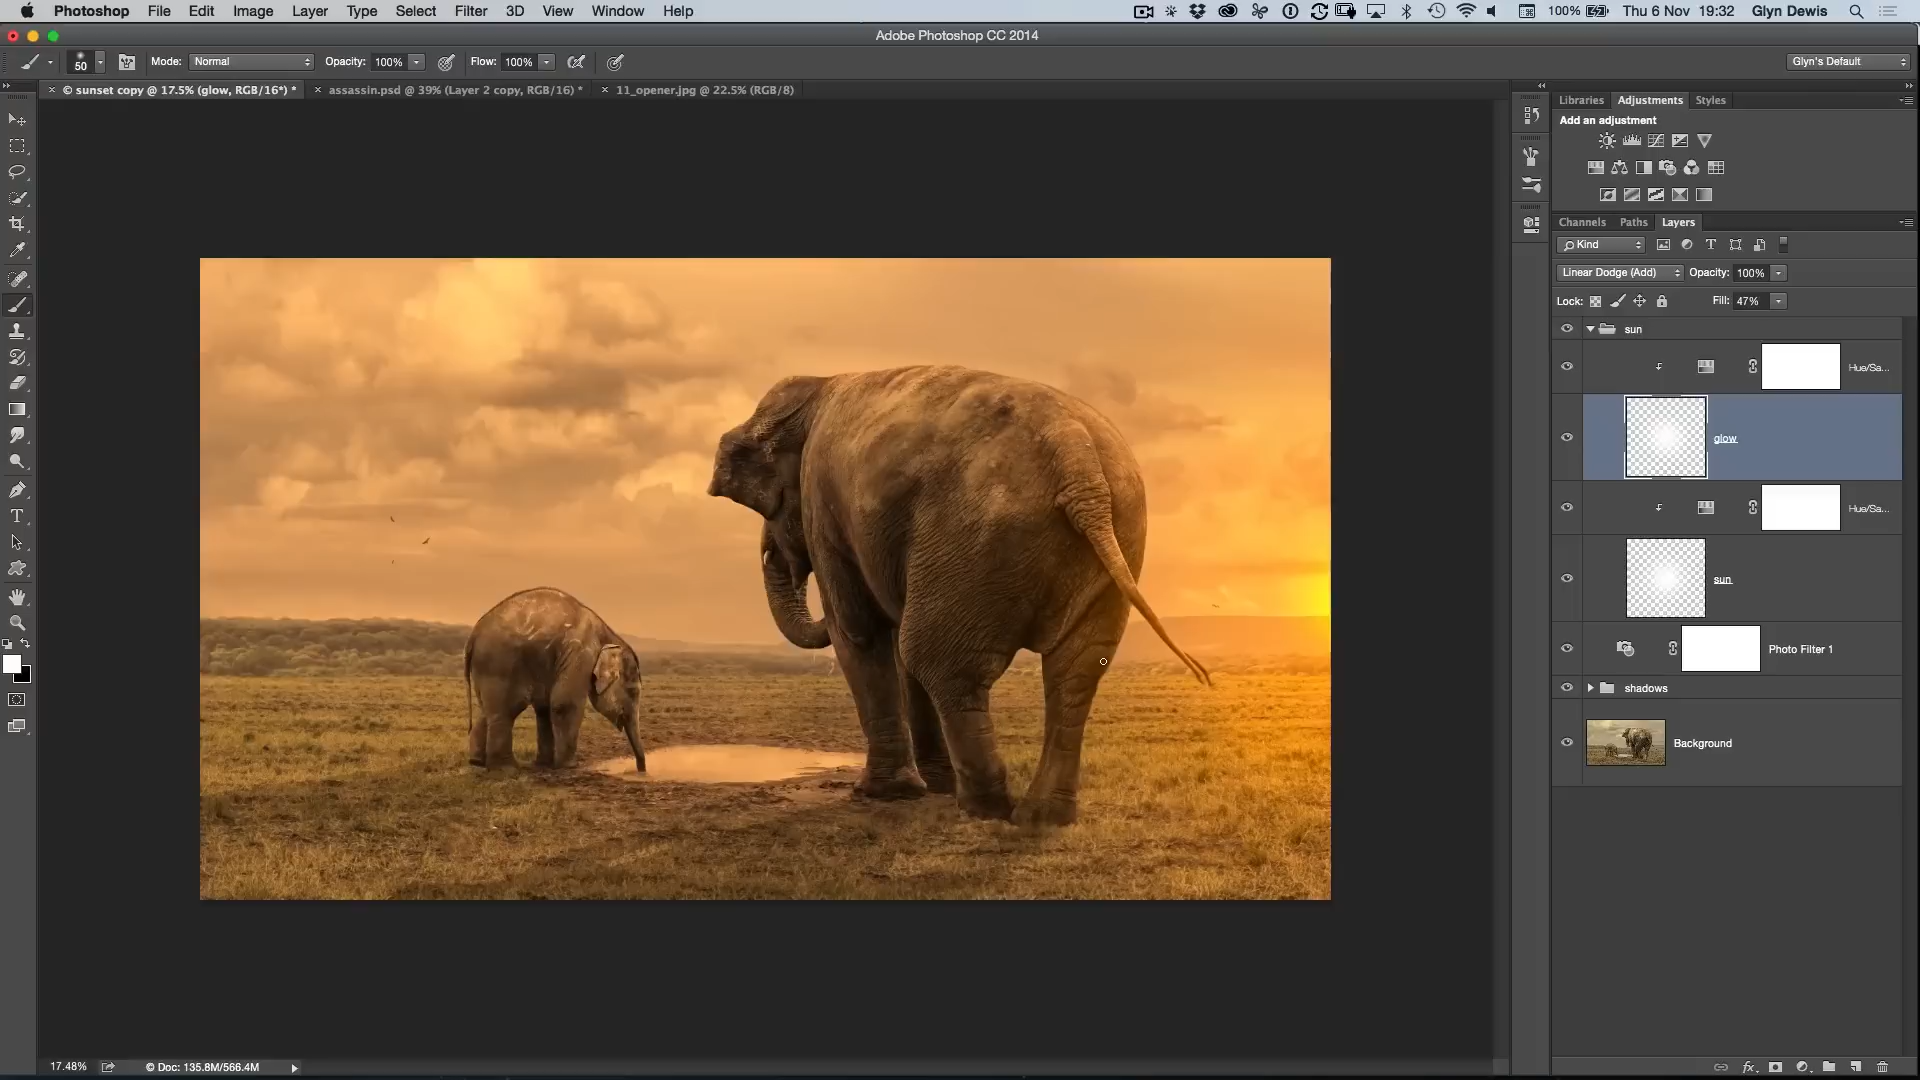 Photoshop File Edit Image Layer Type Select Filter 3D View Window Help 100% Thu 6 Nov 19:32 Glyn Dewis
Adobe Photoshop CC 2014
50 Mode: Normal Opacity: 100% Flow: 100% Glyn's Default
× © sunset copy @ 17.5% (glow, RGB/16*) * × assassin.psd @ 39% (Layer 2 copy, RGB/16) * × 11_opener.jpg @ 22.5% (RGB/8)
Libraries Adjustments Styles
Add an adjustment
Channels Paths Layers
Kind
Linear Dodge (Add) Opacity: 100%
Lock: Fill: 47%
sun
Hue/Sa...
glow
Hue/Sa...
sun
Photo Filter 1
shadows
Background
17.48% © Doc: 135.8M/566.4M